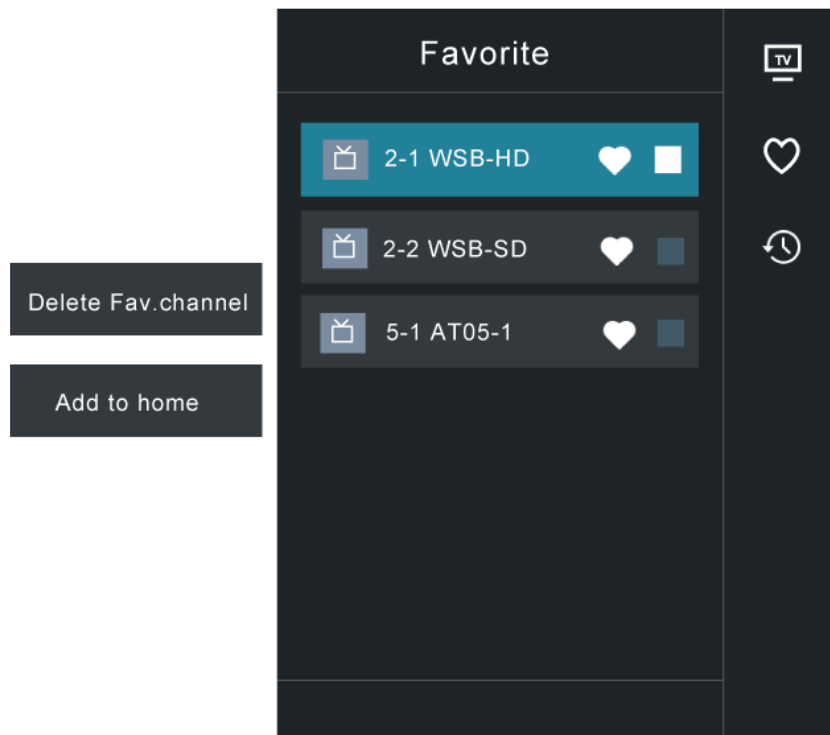 Favorite
TV
2-1 WSB-HD
2-2 WSB-SD
5-1 AT05-1
Delete Fav.channel
Add to home